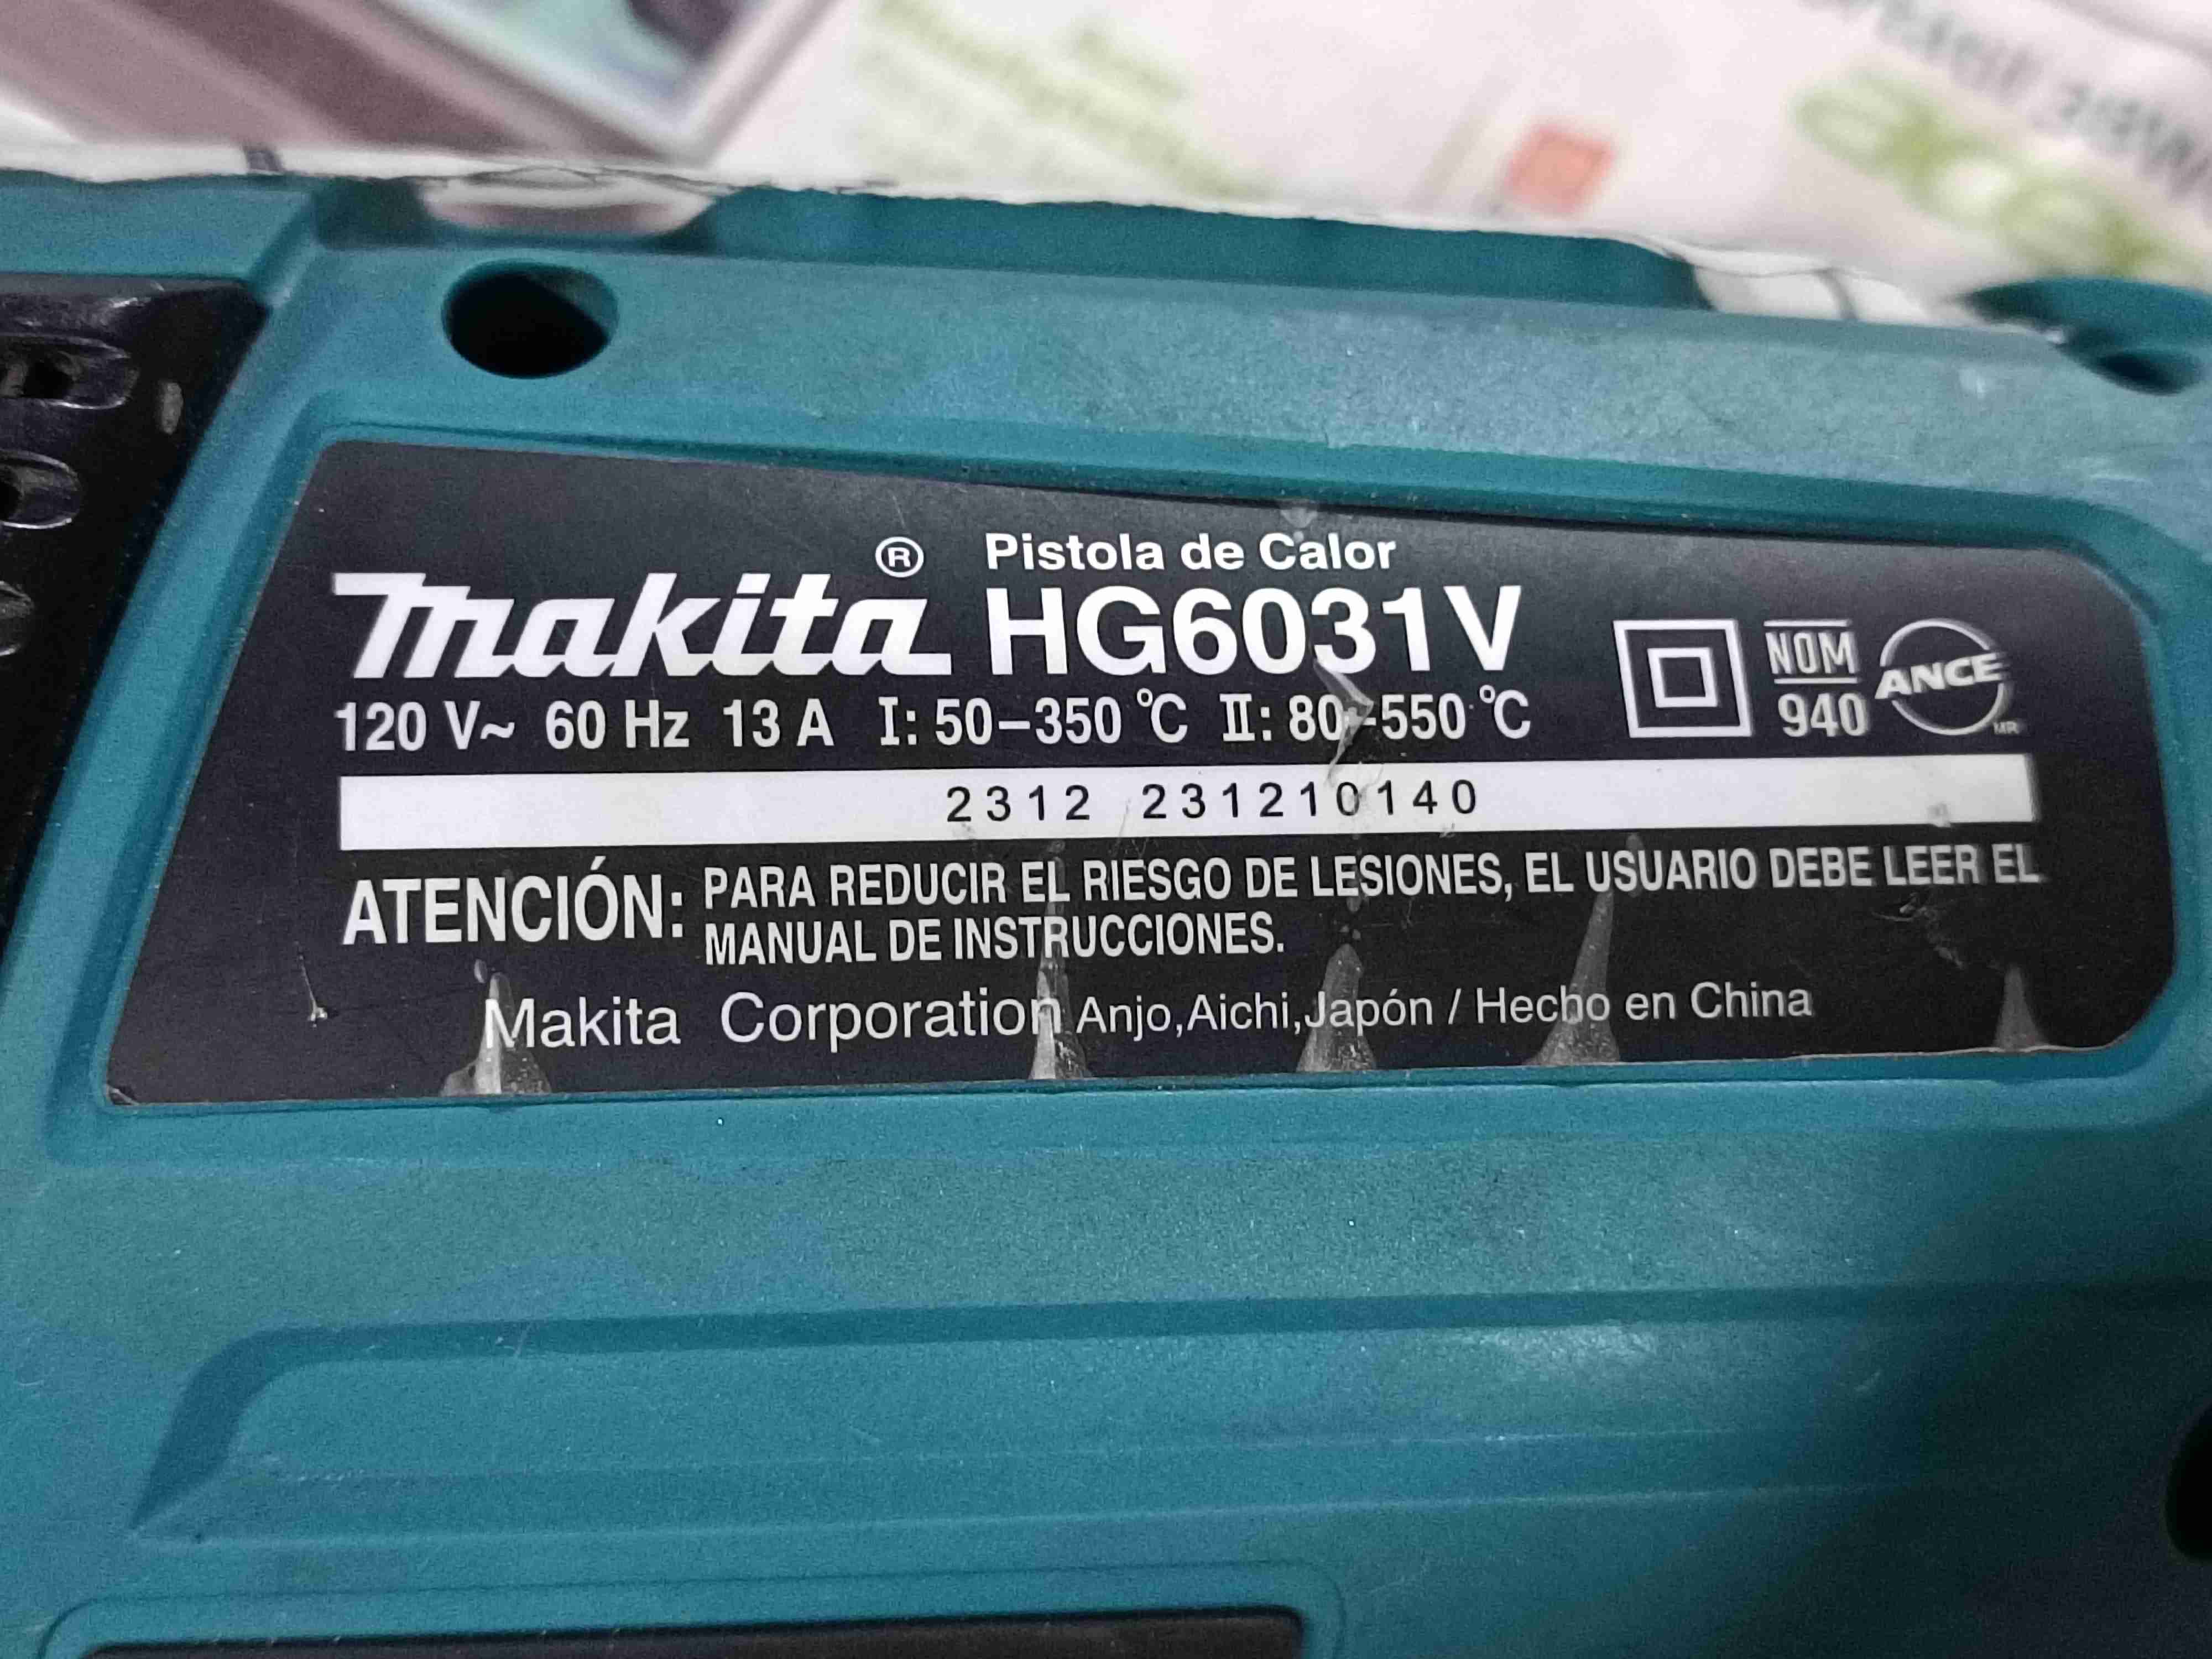 makita® Pistola de Calor
HG6031V
120 V~ 60 Hz 13 A I: 50–350 °C II: 80–550 °C
NOM
940
ANCE
MR
2312 231210140
ATENCIÓN: PARA REDUCIR EL RIESGO DE LESIONES, EL USUARIO DEBE LEER EL
MANUAL DE INSTRUCCIONES.
Makita Corporation Anjo,Aichi,Japón / Hecho en China